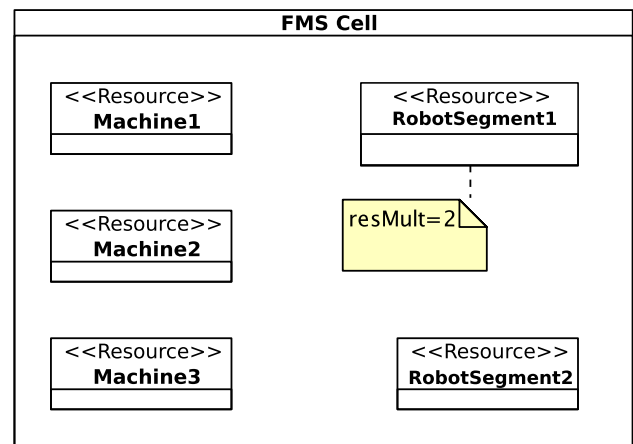 FMS Cell
<<Resource>>
Machine1
<<Resource>>
RobotSegment1
resMult=2
<<Resource>>
Machine2
<<Resource>>
Machine3
<<Resource>>
RobotSegment2